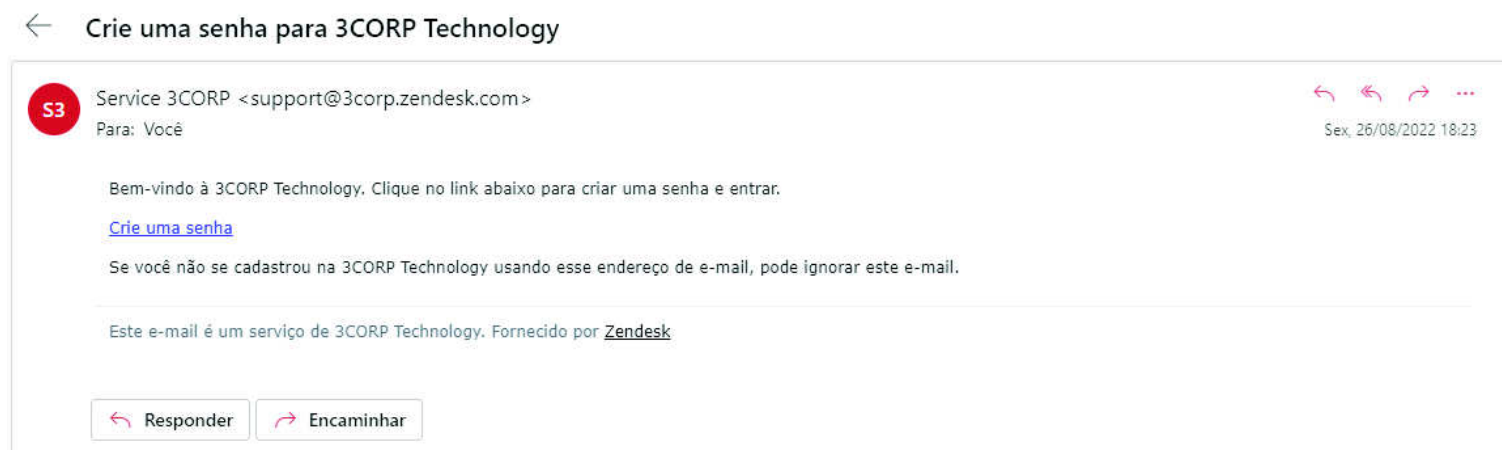 Crie uma senha para 3CORP Technology
S3
Service 3CORP <support@3corp.zendesk.com>
Para: Você
Sex, 26/08/2022 18:23
Bem-vindo à 3CORP Technology. Clique no link abaixo para criar uma senha e entrar.
Crie uma senha
Se você não se cadastrou na 3CORP Technology usando esse endereço de e-mail, pode ignorar este e-mail.
Este e-mail é um serviço de 3CORP Technology. Fornecido por Zendesk
Responder
Encaminhar